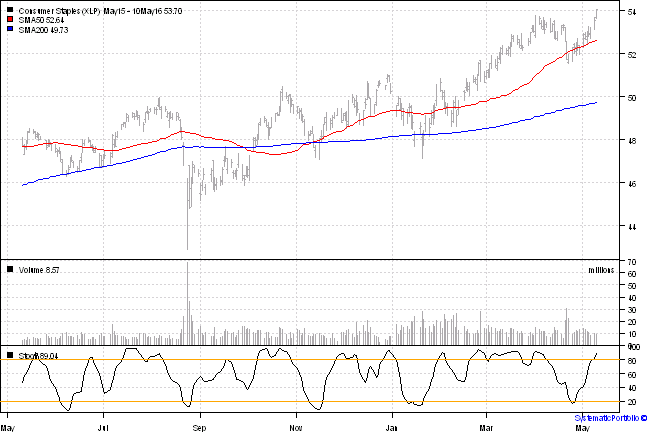 Consumer Staples (XLP) May15 - 10May16 53.70
SMA50 52.64
SMA200 49.73
54
52
50
48
46
44
Volume 8.57
millions
70
60
50
40
30
20
10
0
Stoch 89.04
100
80
60
40
20
May Jul Sep Nov Jan Mar May
SystematicPortfolio ©